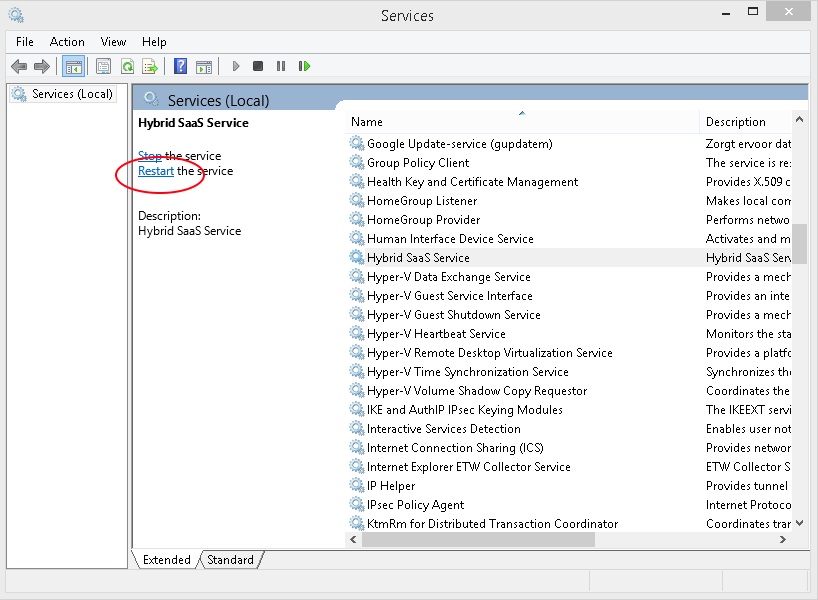 Services
File Action View Help
Services (Local)
Services (Local)
Hybrid SaaS Service
Stop the service
Restart the service
Description:
Hybrid SaaS Service
Name Description
Google Update-service (gupdatem) Zorgt ervoor dat
Group Policy Client The service is re:
Health Key and Certificate Management Provides X.509 c
HomeGroup Listener Makes local com
HomeGroup Provider Performs netwo
Human Interface Device Service Activates and m
Hybrid SaaS Service Hybrid SaaS Serv
Hyper-V Data Exchange Service Provides a mech
Hyper-V Guest Service Interface Provides an inte
Hyper-V Guest Shutdown Service Provides a mech
Hyper-V Heartbeat Service Monitors the sta
Hyper-V Remote Desktop Virtualization Service Provides a platfo
Hyper-V Time Synchronization Service Synchronizes the
Hyper-V Volume Shadow Copy Requestor Coordinates the
IKE and AuthIP IPsec Keying Modules The IKEEXT servi
Interactive Services Detection Enables user not
Internet Connection Sharing (ICS) Provides networ
Internet Explorer ETW Collector Service ETW Collector S
IP Helper Provides tunnel
IPsec Policy Agent Internet Protoco
KtmRm for Distributed Transaction Coordinator Coordinates trar
Extended Standard